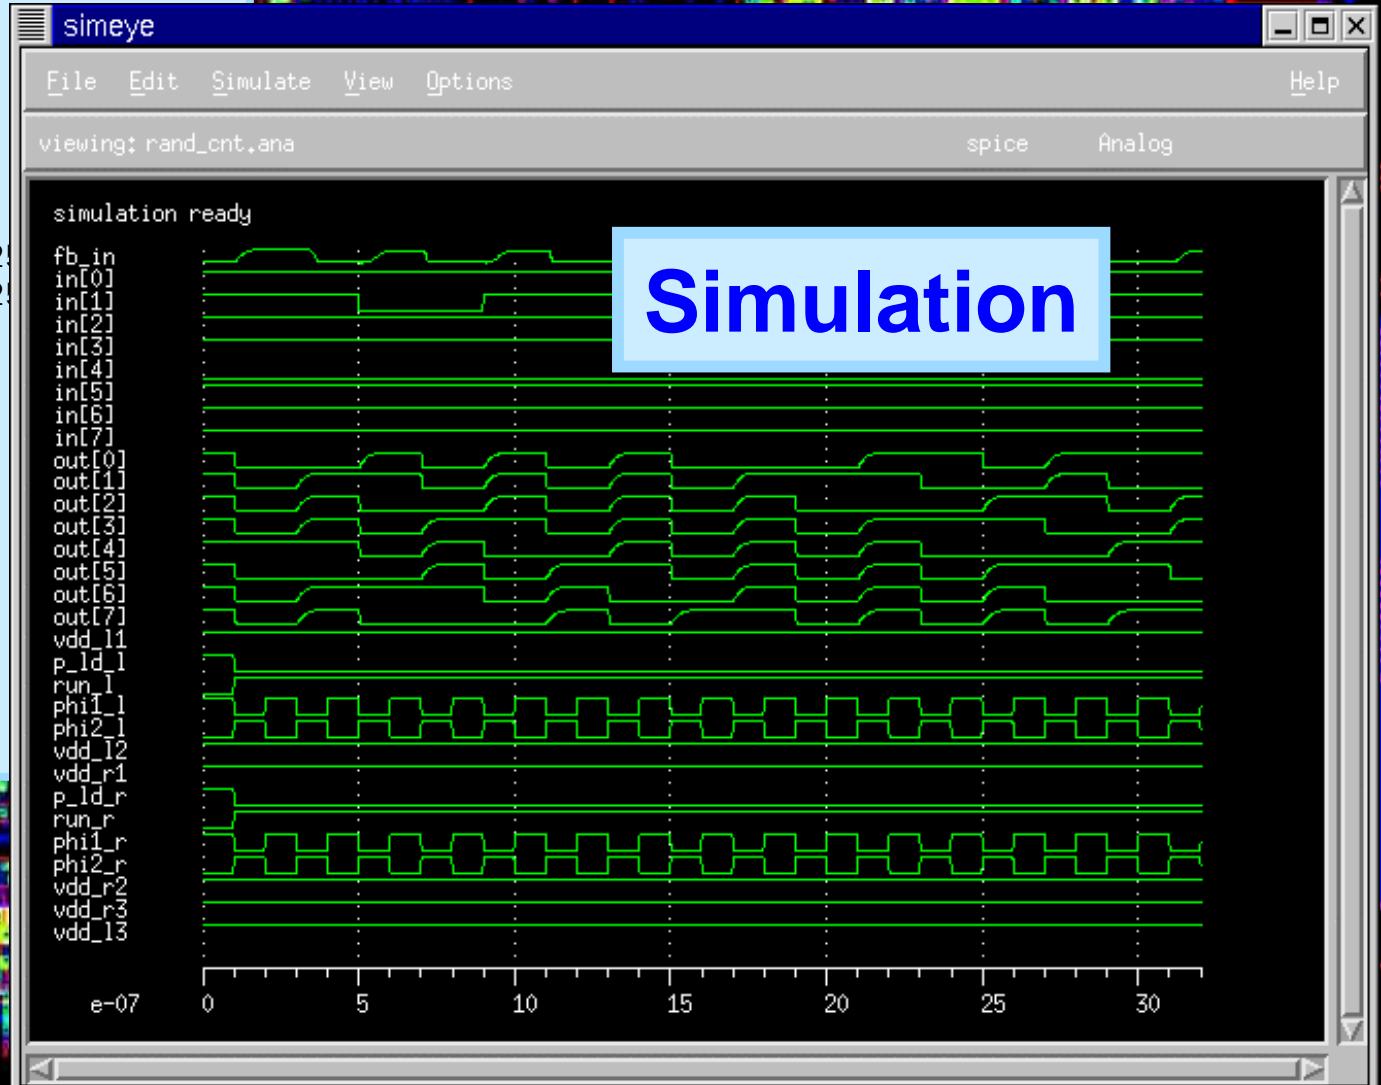 simeye
File Edit Simulate View Options Help
viewing: rand_cnt.ana spice Analog
simulation ready
Simulation
fb_in
in[0]
in[1]
in[2]
in[3]
in[4]
in[5]
in[6]
in[7]
out[0]
out[1]
out[2]
out[3]
out[4]
out[5]
out[6]
out[7]
vdd_l1
p_ld_l
run_l
phi1_l
phi2_l
vdd_l2
vdd_r1
p_ld_r
run_r
phi1_r
phi2_r
vdd_r2
vdd_r3
vdd_l3
e-07 0 5 10 15 20 25 30